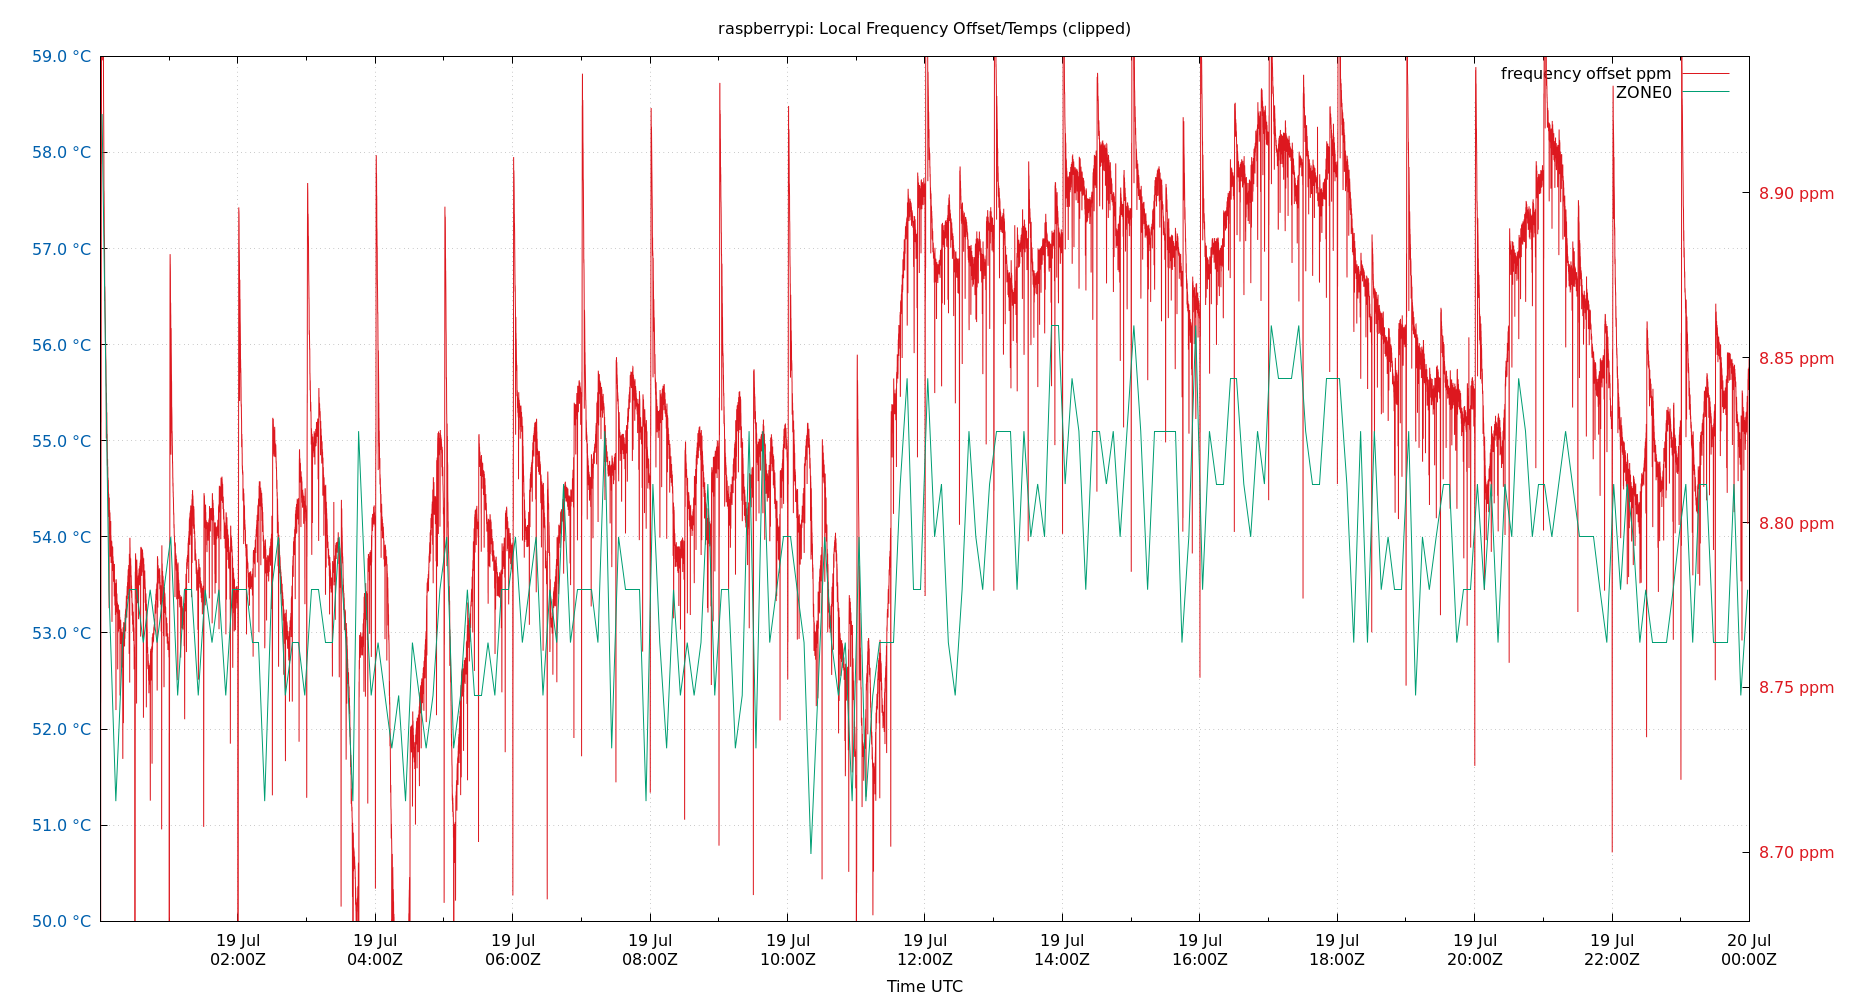 raspberrypi: Local Frequency Offset/Temps (clipped)
59.0 °C
58.0 °C
57.0 °C
56.0 °C
55.0 °C
54.0 °C
53.0 °C
52.0 °C
51.0 °C
50.0 °C
frequency offset ppm
ZONE0
8.90 ppm
8.85 ppm
8.80 ppm
8.75 ppm
8.70 ppm
19 Jul 19 Jul 19 Jul 19 Jul 19 Jul 19 Jul 19 Jul 19 Jul 19 Jul 19 Jul 19 Jul 20 Jul
02:00Z 04:00Z 06:00Z 08:00Z 10:00Z 12:00Z 14:00Z 16:00Z 18:00Z 20:00Z 22:00Z 00:00Z
Time UTC